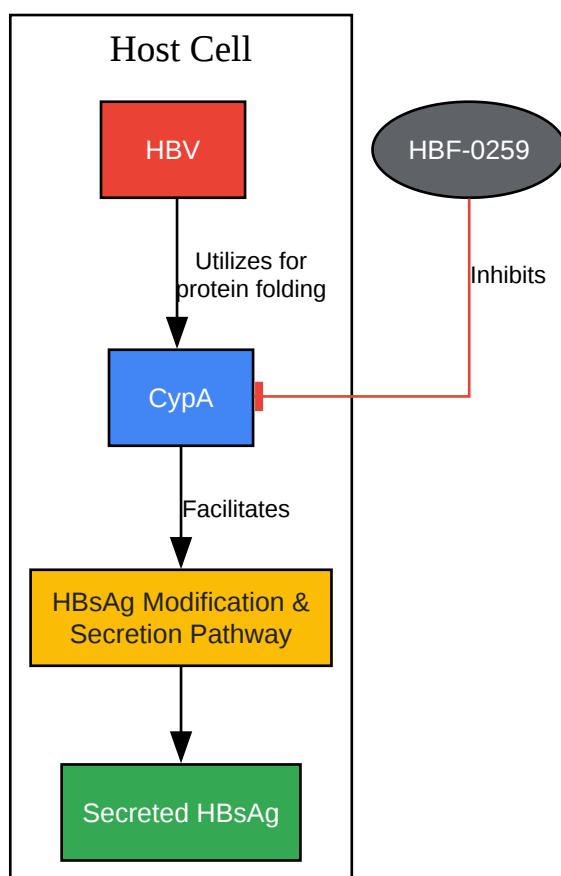 Host Cell
HBV
HBF-0259
Utilizes for
protein folding
Inhibits
CypA
Facilitates
HBsAg Modification &
Secretion Pathway
Secreted HBsAg